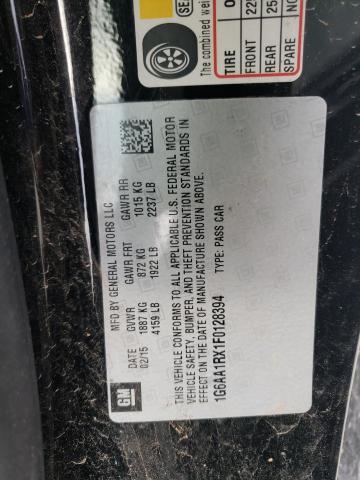 MFD BY GENERAL MOTORS LLC
DATE GVWR GAWR FRT GAWR RR
02/15 1887 KG 872 KG 1015 KG
4159 LB 1922 LB 2237 LB
THIS VEHICLE CONFORMS TO ALL APPLICABLE U.S. FEDERAL MOTOR
VEHICLE SAFETY, BUMPER, AND THEFT PREVENTION STANDARDS IN
EFFECT ON THE DATE OF MANUFACTURE SHOWN ABOVE.
1G6AA1RX1F0128394 TYPE: PASS CAR
GM
The combined wei
TIRE
FRONT
REAR
SPARE